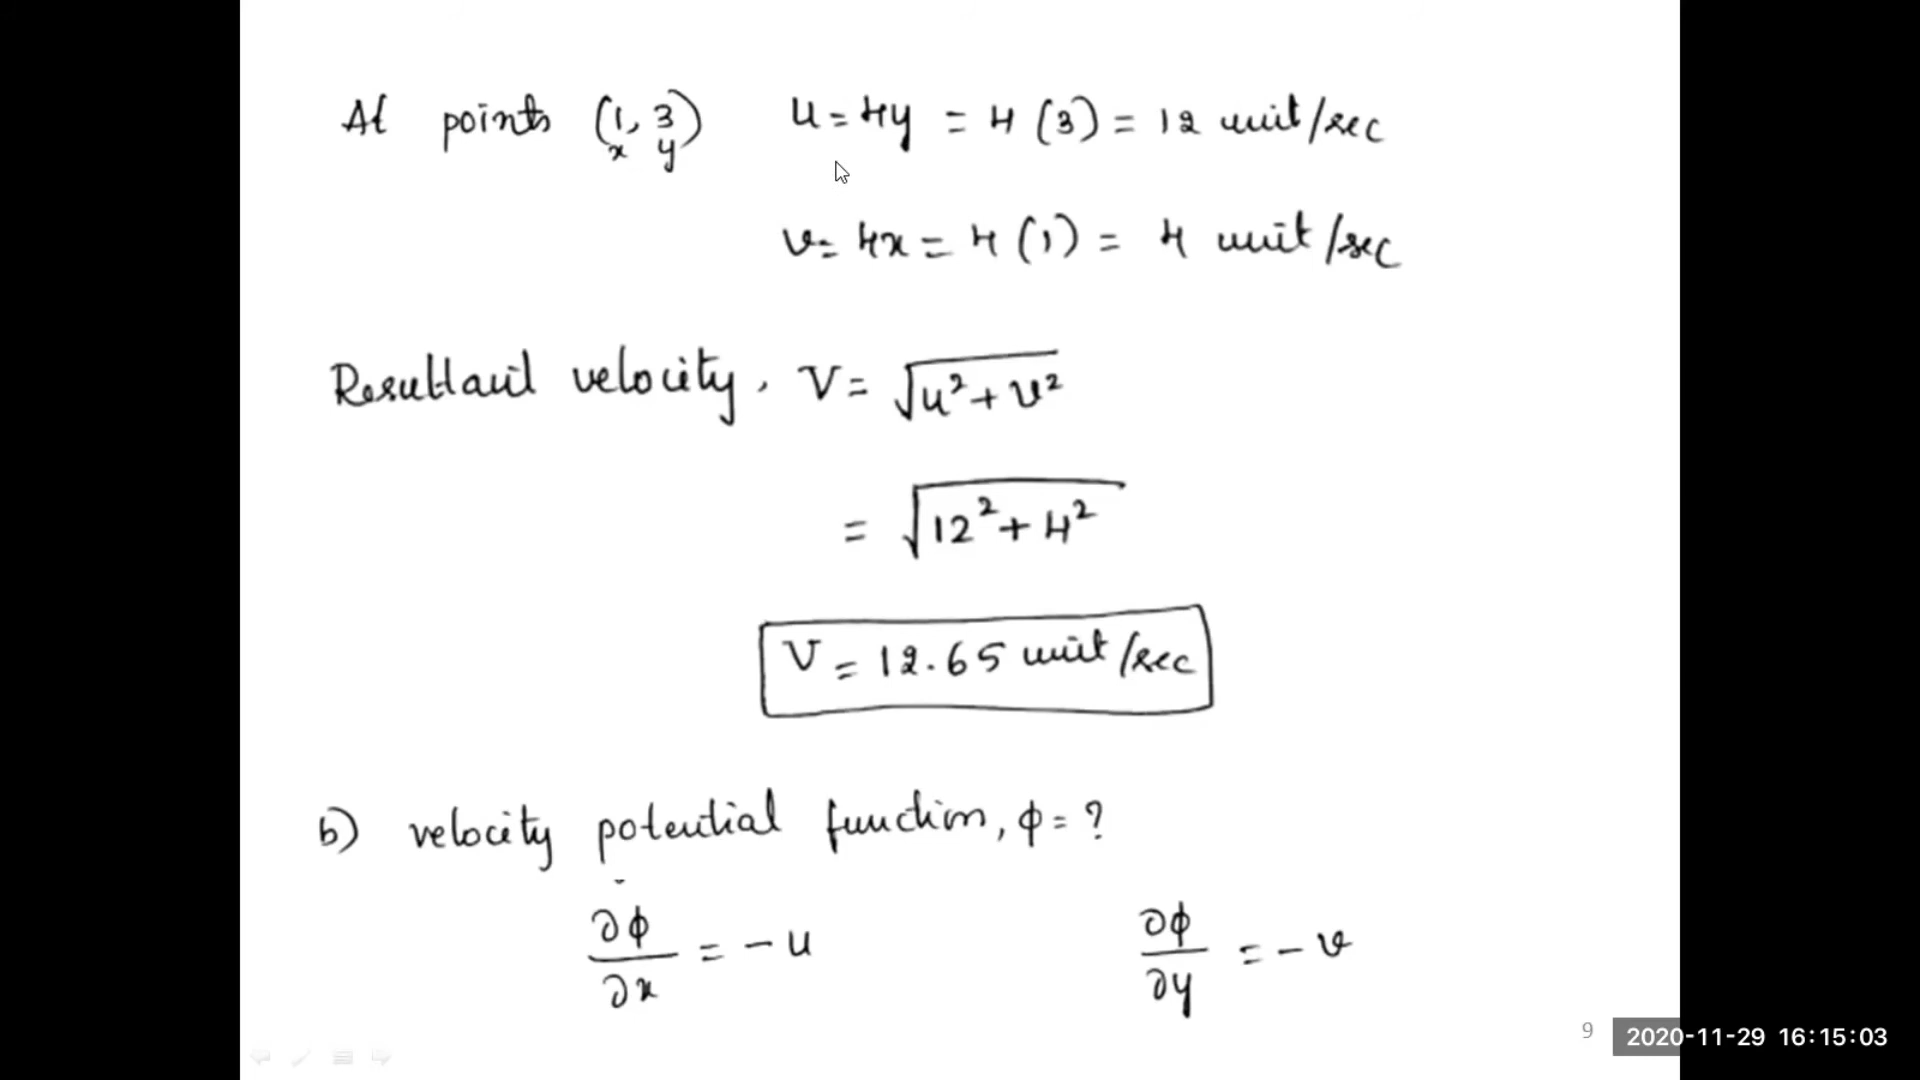 At points (1, 3) u = 4y = 4 (3) = 12 unit/sec
x y
v = 4x = 4 (1) = 4 unit/sec
Resultant velocity, V = √u² + v²
= √12² + 4²
V = 12.65 unit/sec
b) velocity potential function, ϕ = ?
∂ϕ/∂x = - u ∂ϕ/∂y = - v
9
2020-11-29 16:15:03